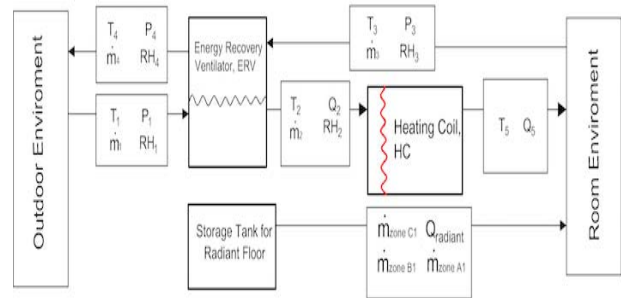 Outdoor Enviroment
T4 P4
ṁ4 RH4
T1 P1
ṁ1 RH1
Energy Recovery
Ventilator, ERV
T3 P3
ṁ3 RH3
T2 Q2
ṁ2 RH2
Heating Coil,
HC
T5 Q5
Storage Tank for
Radiant Floor
ṁzone C1 Qradiant
ṁzone B1 ṁzone A1
Room Enviroment